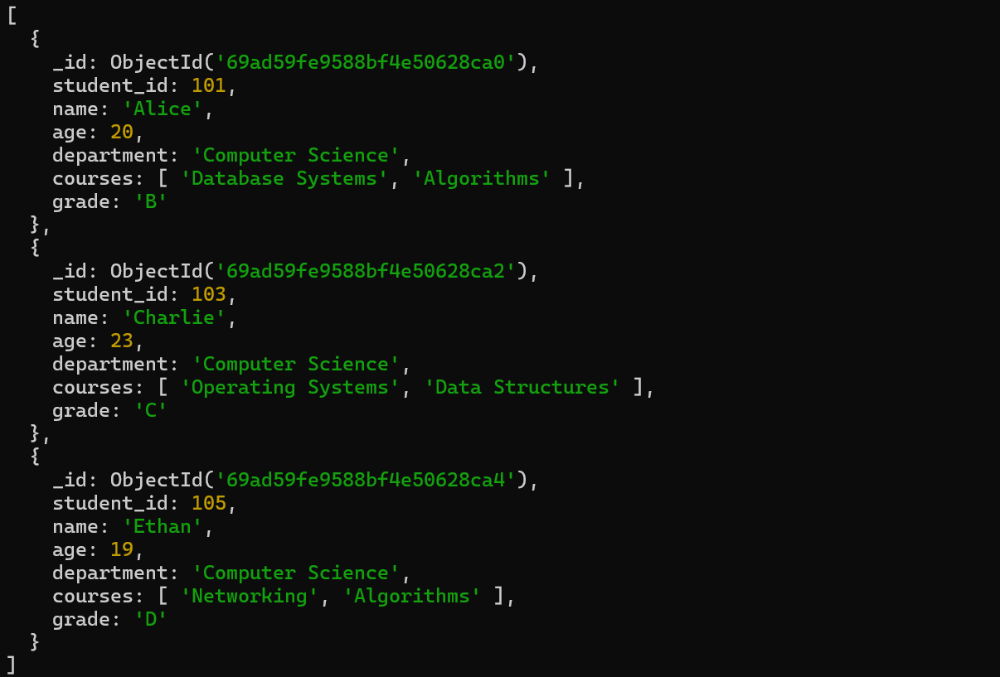 [
  {
    _id: ObjectId('69ad59fe9588bf4e50628ca0'),
    student_id: 101,
    name: 'Alice',
    age: 20,
    department: 'Computer Science',
    courses: [ 'Database Systems', 'Algorithms' ],
    grade: 'B'
  },
  {
    _id: ObjectId('69ad59fe9588bf4e50628ca2'),
    student_id: 103,
    name: 'Charlie',
    age: 23,
    department: 'Computer Science',
    courses: [ 'Operating Systems', 'Data Structures' ],
    grade: 'C'
  },
  {
    _id: ObjectId('69ad59fe9588bf4e50628ca4'),
    student_id: 105,
    name: 'Ethan',
    age: 19,
    department: 'Computer Science',
    courses: [ 'Networking', 'Algorithms' ],
    grade: 'D'
  }
]